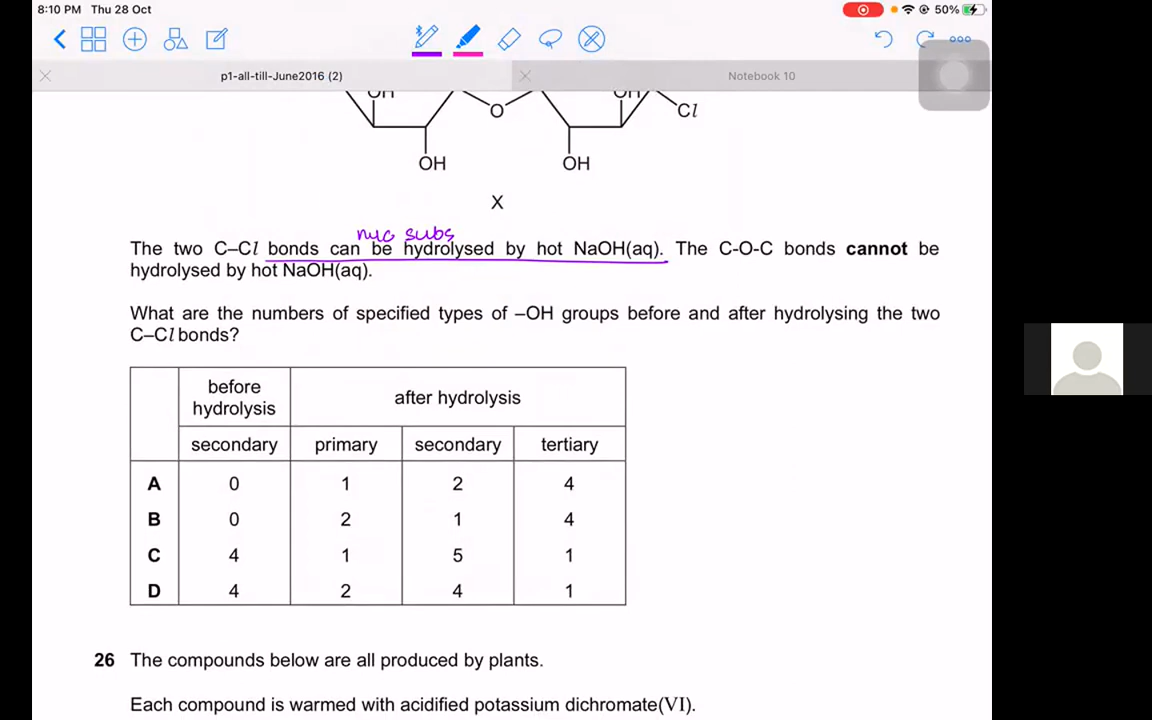 8:10 PM Thu 28 Oct
50%
p1-all-till-June2016 (2)
Notebook 10
OH
OH
O
Cl
OH
OH
X
nuc subs
The two C–Cl bonds can be hydrolysed by hot NaOH(aq). The C-O-C bonds cannot be
hydrolysed by hot NaOH(aq).
What are the numbers of specified types of –OH groups before and after hydrolysing the two
C–Cl bonds?
before
hydrolysis
after hydrolysis
secondary primary secondary tertiary
A 0 1 2 4
B 0 2 1 4
C 4 1 5 1
D 4 2 4 1
26 The compounds below are all produced by plants.
Each compound is warmed with acidified potassium dichromate(VI).